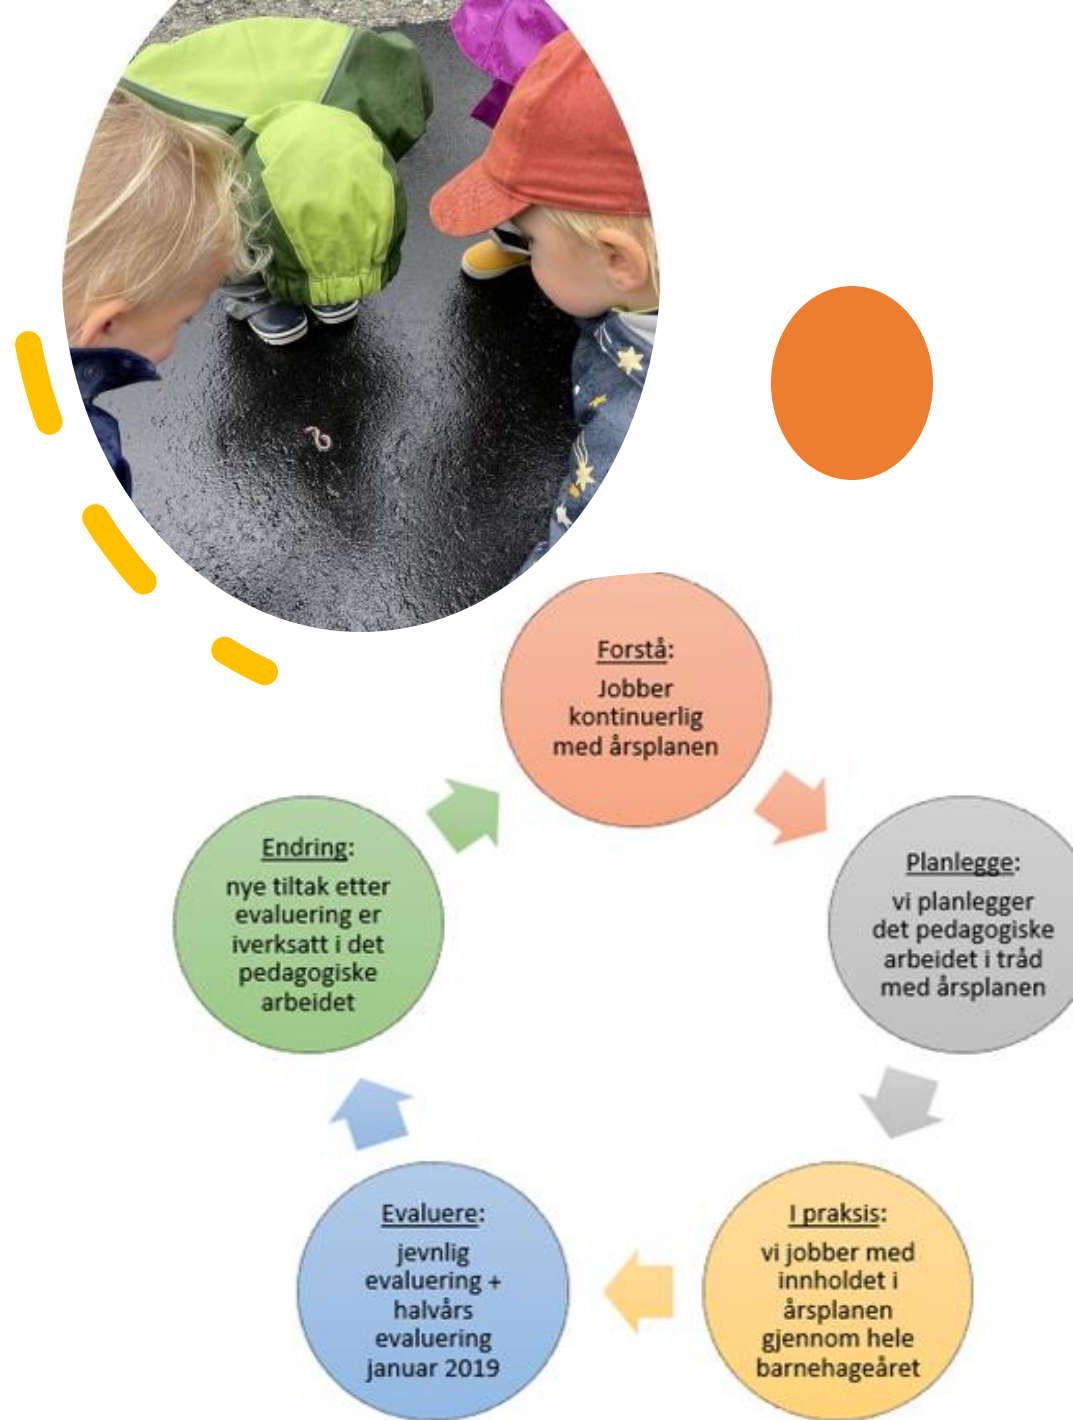 Forstå:
Jobber
kontinuerlig
med årsplanen
Planlegge:
vi planlegger
det pedagogiske
arbeidet i tråd
med årsplanen
I praksis:
vi jobber med
innholdet i
årsplanen
gjennom hele
barnehageåret
Evaluere:
jevnlig
evaluering +
halvårs
evaluering
januar 2019
Endring:
nye tiltak etter
evaluering er
iverksatt i det
pedagogiske
arbeidet